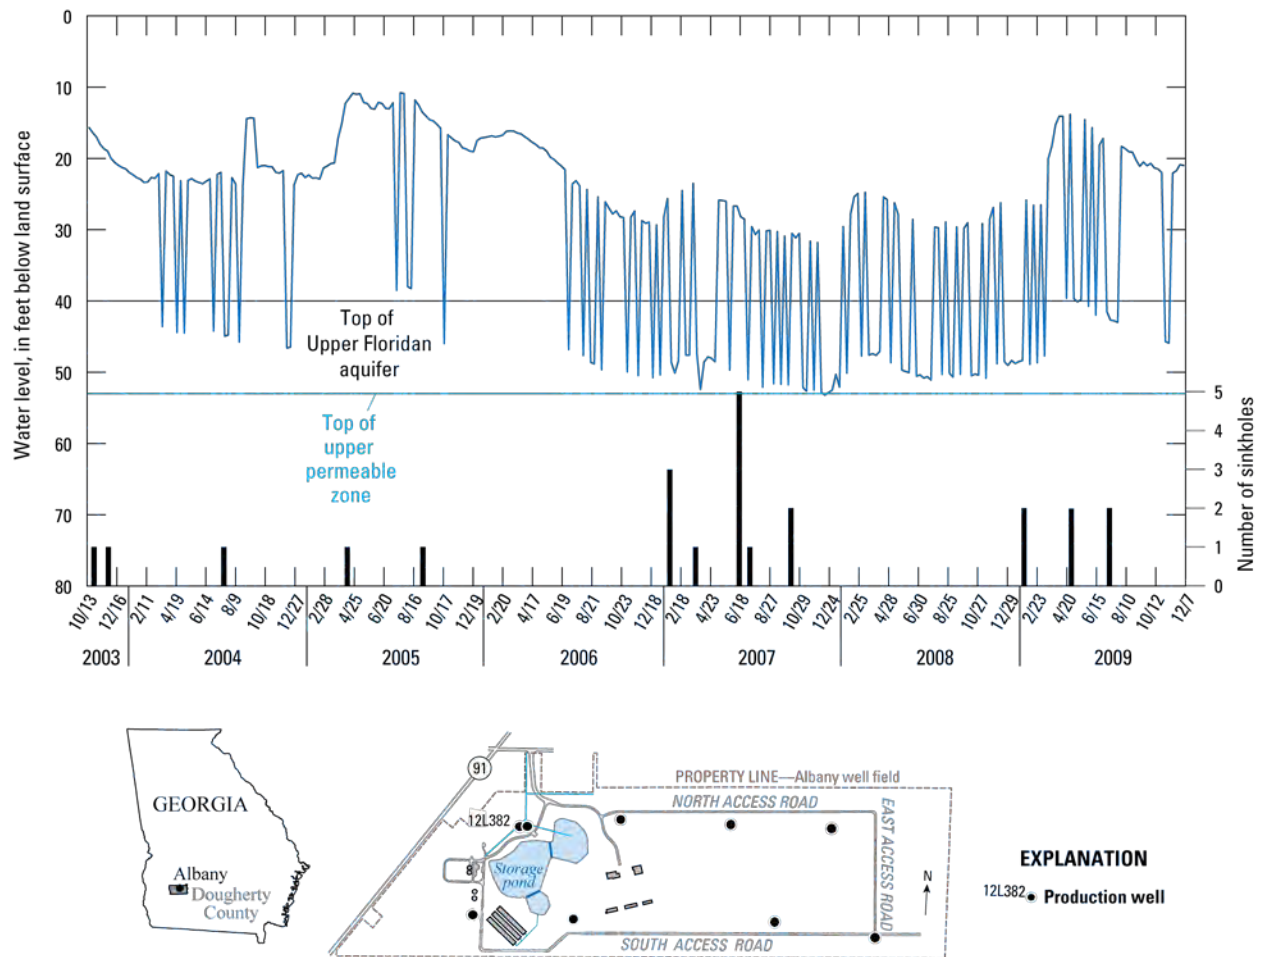 Water level, in feet below land surface
0
10
20
30
40
50
60
70
80
Top of
Upper Floridan
aquifer
Top of
upper
permeable
zone
5
4
3
2
1
0
Number of sinkholes
10/13
12/16
2/11
4/19
6/14
8/9
10/18
12/27
2/28
4/25
6/20
8/16
10/17
12/19
2/20
4/17
6/19
8/21
10/23
12/18
2/18
4/23
6/18
8/27
10/29
12/24
2/25
4/28
6/30
8/25
10/27
12/29
2/23
4/20
6/15
8/10
10/12
12/7
2003
2004
2005
2006
2007
2008
2009
GEORGIA
Albany
Dougherty
County
91
PROPERTY LINE—Albany well field
NORTH ACCESS ROAD
12L382
EAST ACCESS ROAD
Storage
pond
N
SOUTH ACCESS ROAD
EXPLANATION
12L382 Production well